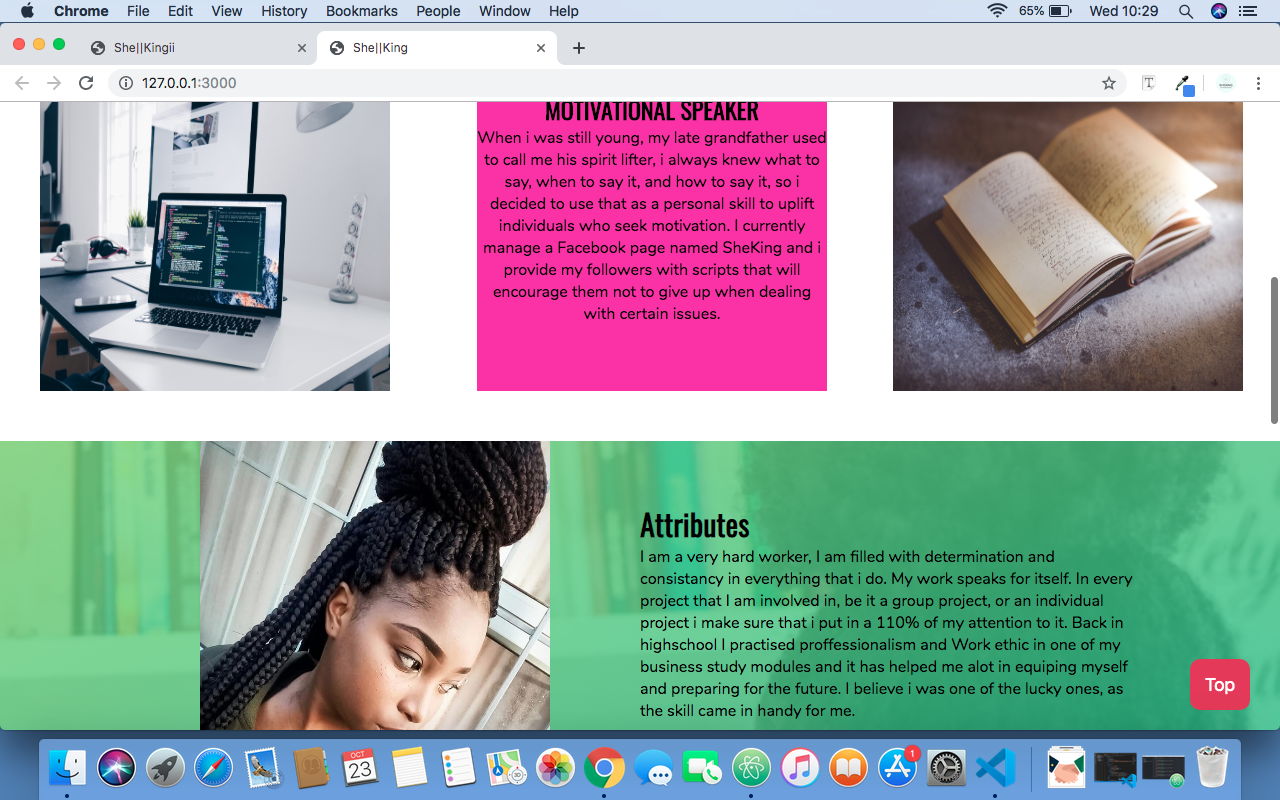 Chrome File Edit View History Bookmarks People Window Help 65% Wed 10:29
She||Kingii She||King
127.0.0.1:3000
MOTIVATIONAL SPEAKER
When i was still young, my late grandfather used
to call me his spirit lifter, i always knew what to
say, when to say it, and how to say it, so i
decided to use that as a personal skill to uplift
individuals who seek motivation. I currently
manage a Facebook page named SheKing and i
provide my followers with scripts that will
encourage them not to give up when dealing
with certain issues.
Attributes
I am a very hard worker, I am filled with determination and
consistancy in everything that i do. My work speaks for itself. In every
project that I am involved in, be it a group project, or an individual
project i make sure that i put in a 110% of my attention to it. Back in
highschool I practised proffessionalism and Work ethic in one of my
business study modules and it has helped me alot in equiping myself
and preparing for the future. I believe i was one of the lucky ones, as
the skill came in handy for me.
Top
OCT
23
1